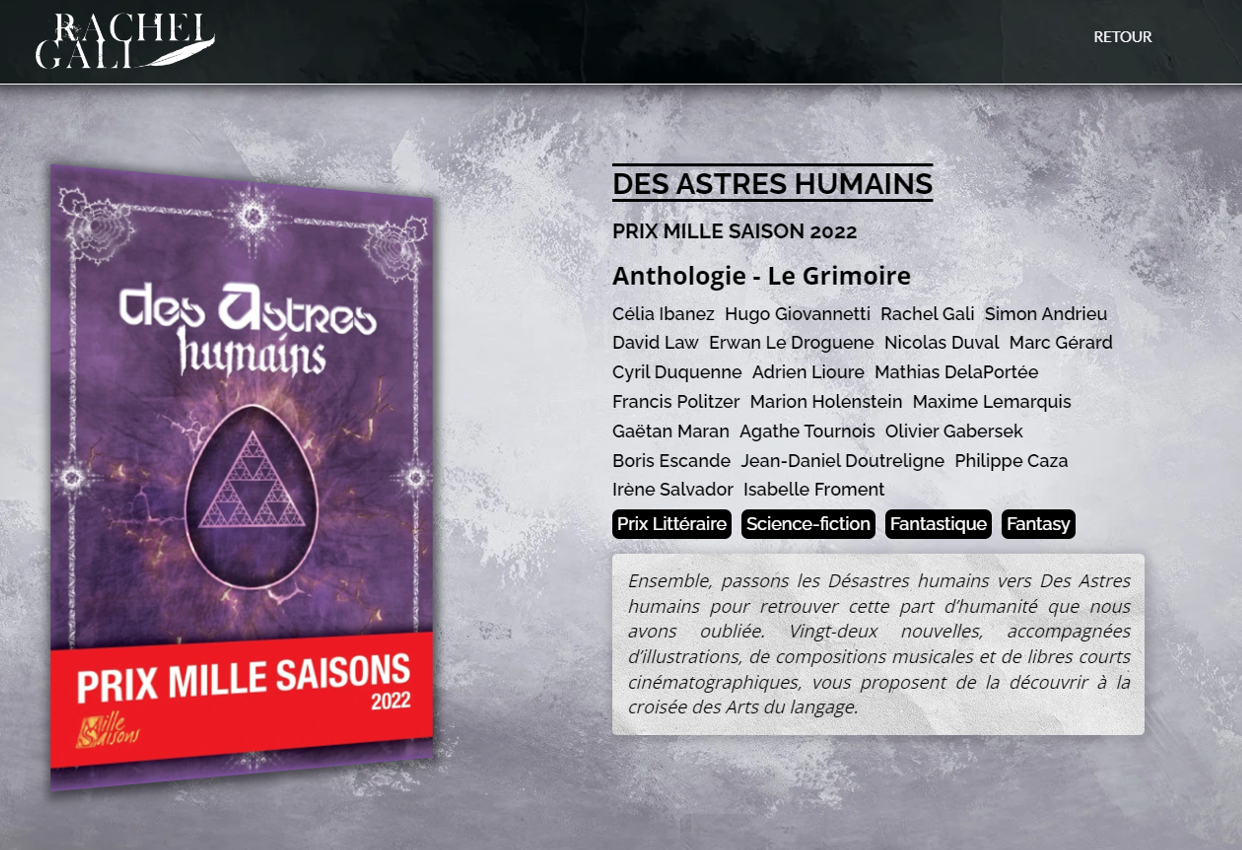 RACHEL
GALI
RETOUR
des Astres
humains
PRIX MILLE SAISONS
2022
Mille
Saisons
DES ASTRES HUMAINS
PRIX MILLE SAISON 2022
Anthologie - Le Grimoire
Célia Ibanez Hugo Giovannetti Rachel Gali Simon Andrieu
David Law Erwan Le Droguene Nicolas Duval Marc Gérard
Cyril Duquenne Adrien Lioure Mathias DelaPortée
Francis Politzer Marion Holenstein Maxime Lemarquis
Gaëtan Maran Agathe Tournois Olivier Gabersek
Boris Escande Jean-Daniel Doutreligne Philippe Caza
Irène Salvador Isabelle Froment
Prix Littéraire Science-fiction Fantastique Fantasy
Ensemble, passons les Désastres humains vers Des Astres
humains pour retrouver cette part d’humanité que nous
avons oubliée. Vingt-deux nouvelles, accompagnées
d’illustrations, de compositions musicales et de libres courts
cinématographiques, vous proposent de la découvrir à la
croisée des Arts du langage.